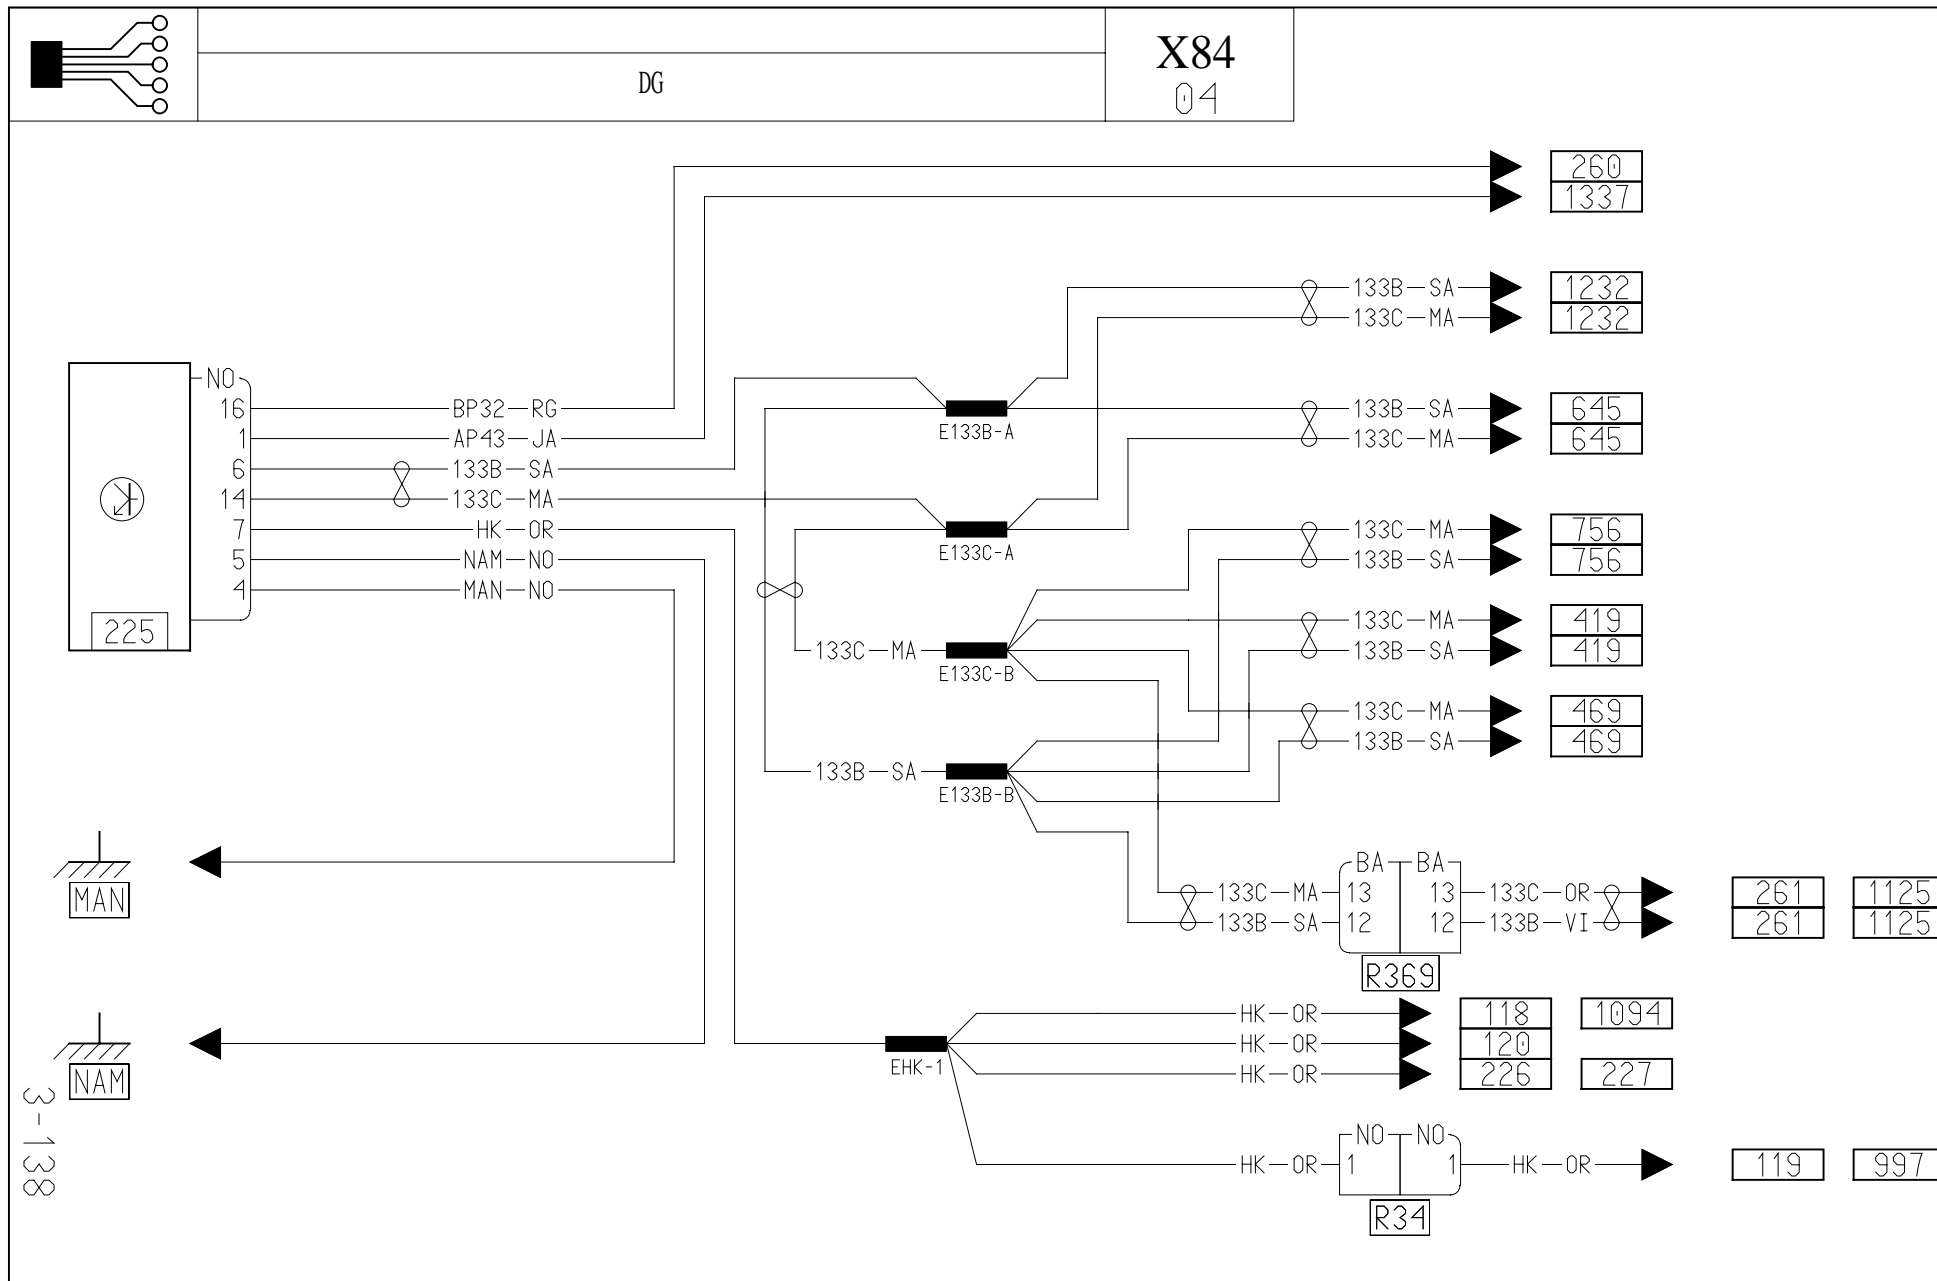 DG
X84
04
260
1337
133B SA 1232
133C MA 1232
NO
16 BP32 RG
133B SA 645
1 AP43 JA
E133B-A
133C MA 645
6 133B SA
14 133C MA
7 HK OR
E133C-A
133C MA 756
5 NAM NO
133B SA 756
4 MAN NO
225
133C MA 419
133C MA
E133C-B
133B SA 419
133C MA 469
133B SA 469
133B SA
E133B-B
BA BA
MAN
133C MA 13 13 133C OR 261 1125
133B SA 12 12 133B VI 261 1125
R369
HK OR 118 1094
HK OR 120
EHK-1
HK OR 226 227
NAM
3-138
NO NO
HK OR 1 1 HK OR 119 997
R34